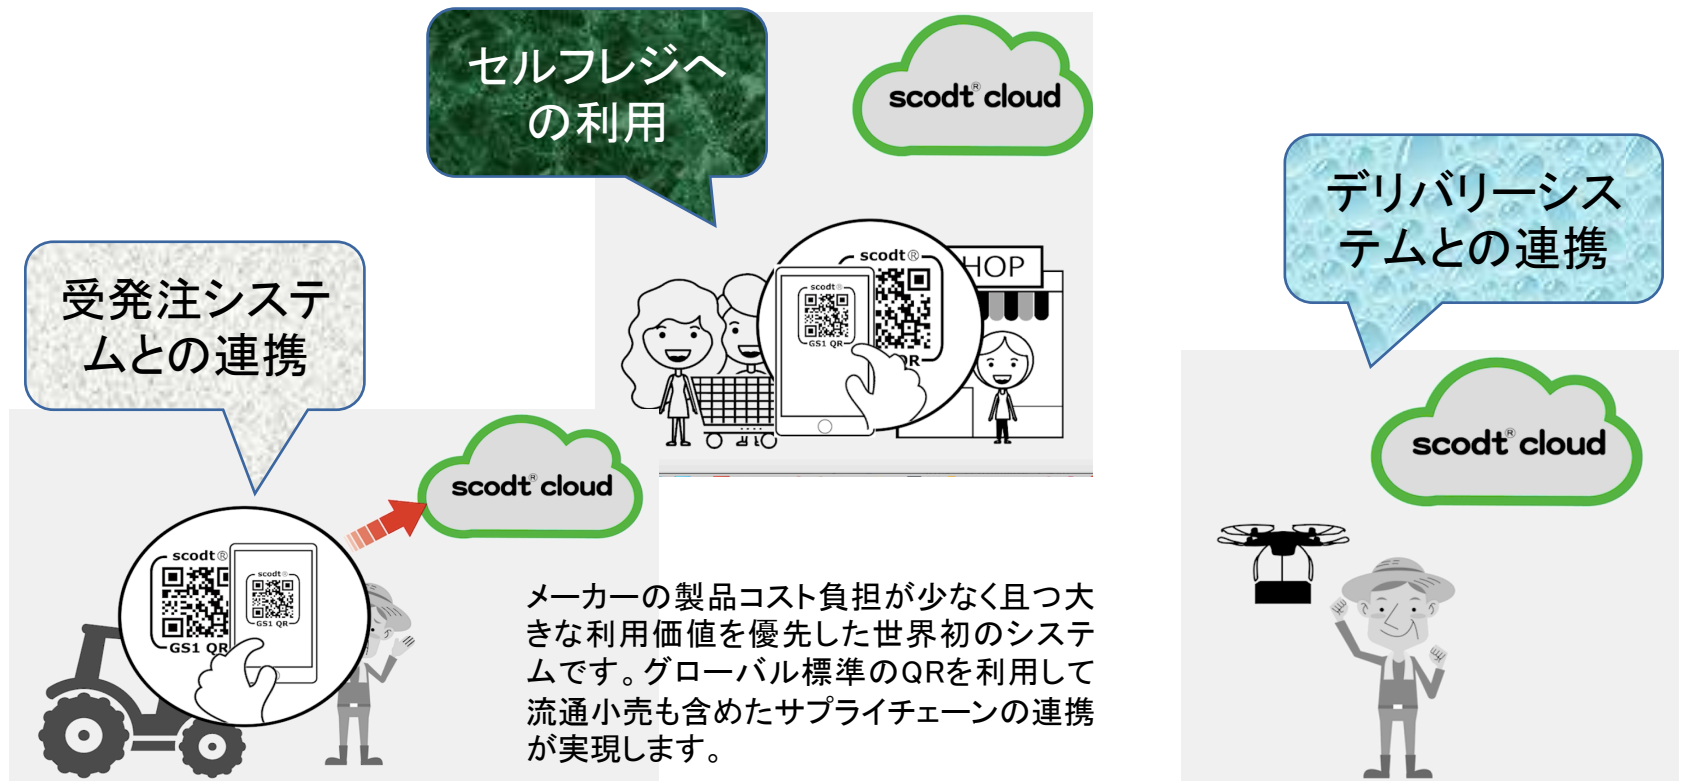 セルフレジへ
の利用
scodt® cloud
デリバリーシス
テムとの連携
受発注システ
ムとの連携
scodt®
HOP
scodt®
GS1 QR
QR
scodt® cloud
scodt® cloud
scodt®
scodt®
GS1 QR
GS1 QR
メーカーの製品コスト負担が少なく且つ大
きな利用価値を優先した世界初のシステ
ムです。グローバル標準のQRを利用して
流通小売も含めたサプライチェーンの連携
が実現します。